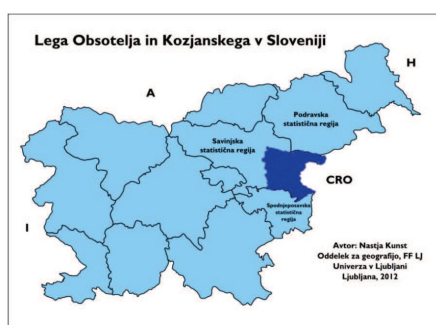 Lega Obsotelja in Kozjanskega v Sloveniji
H
A
Podravska
statistična regija
Savinjska
statistična regija
CRO
Spodnjeposavska
statistična
regija
I
Avtor: Nastja Kunst
Oddelek za geografijo, FF LJ
Univerza v Ljubljani
Ljubljana, 2012